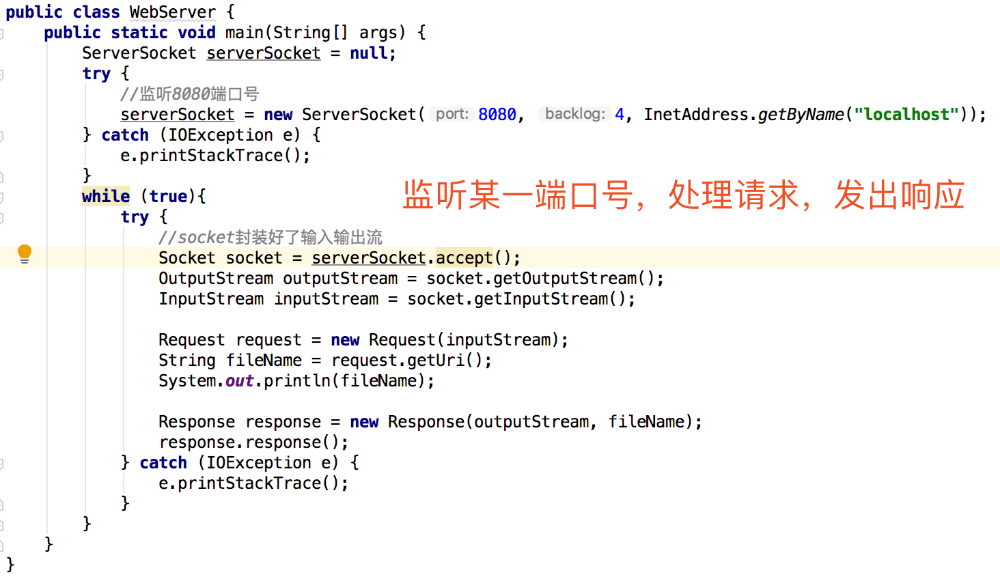 public class WebServer {
    public static void main(String[] args) {
        ServerSocket serverSocket = null;
        try {
            //监听8080端口号
            serverSocket = new ServerSocket( port: 8080, backlog: 4, InetAddress.getByName("localhost"));
        } catch (IOException e) {
            e.printStackTrace();
        }
        while (true){
监听某一端口号，处理请求，发出响应
            try {
                //socket封装好了输入输出流
                Socket socket = serverSocket.accept();
                OutputStream outputStream = socket.getOutputStream();
                InputStream inputStream = socket.getInputStream();

                Request request = new Request(inputStream);
                String fileName = request.getUri();
                System.out.println(fileName);

                Response response = new Response(outputStream, fileName);
                response.response();
            } catch (IOException e) {
                e.printStackTrace();
            }
        }
    }
}